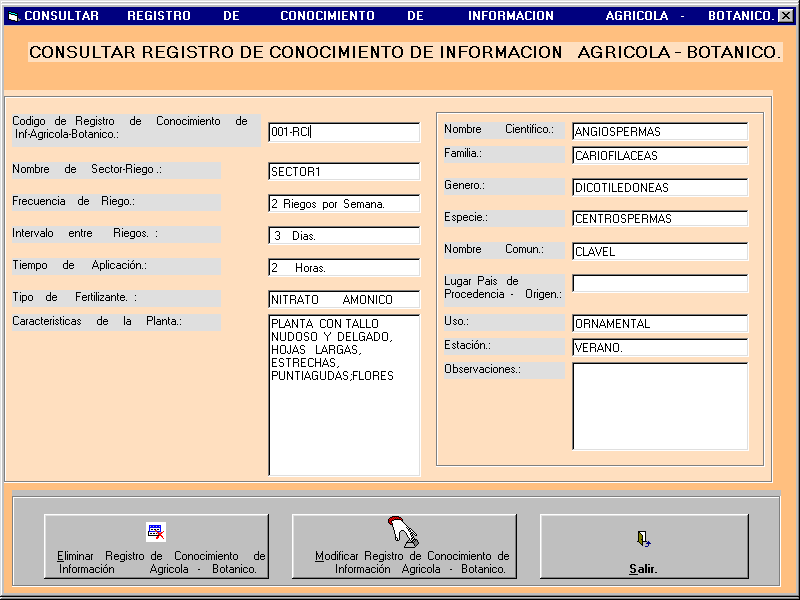 CONSULTAR REGISTRO DE CONOCIMIENTO DE INFORMACION AGRICOLA - BOTANICO.
CONSULTAR REGISTRO DE CONOCIMIENTO DE INFORMACION AGRICOLA - BOTANICO.
Codigo de Registro de Conocimiento de
Inf-Agricola-Botanico.:
001-RCI
Nombre de Sector-Riego.:
SECTOR1
Frecuencia de Riego.:
2 Riegos por Semana.
Intervalo entre Riegos. :
3 Dias.
Tiempo de Aplicación.:
2 Horas.
Tipo de Fertilizante. :
NITRATO AMONICO
Caracteristicas de la Planta.:
PLANTA CON TALLO
NUDOSO Y DELGADO,
HOJAS LARGAS,
ESTRECHAS,
PUNTIAGUDAS;FLORES
Nombre Cientifico.:
ANGIOSPERMAS
Familia.:
CARIOFILACEAS
Genero.:
DICOTILEDONEAS
Especie.:
CENTROSPERMAS
Nombre Comun.:
CLAVEL
Lugar Pais de
Procedencia - Origen.:
Uso.:
ORNAMENTAL
Estación.:
VERANO.
Observaciones.:
Eliminar Registro de Conocimiento de
Información Agricola - Botanico.
Modificar Registro de Conocimiento de
Información Agricola - Botanico.
Salir.